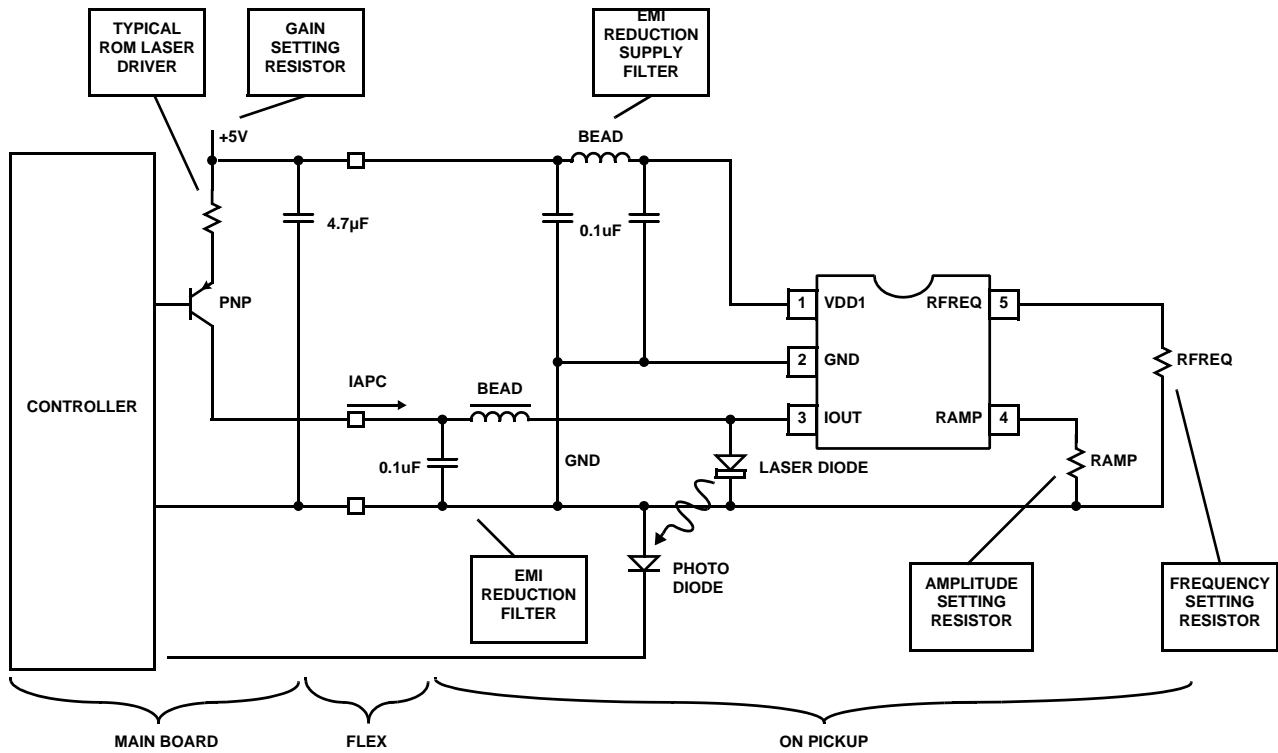 TYPICAL
ROM LASER
DRIVER
GAIN
SETTING
RESISTOR
EMI
REDUCTION
SUPPLY
FILTER
+5V
BEAD
4.7µF
0.1uF
PNP
1
VDD1
RFREQ
5
2
GND
RFREQ
IAPC
BEAD
CONTROLLER
3
IOUT
RAMP
4
0.1uF
GND
LASER DIODE
RAMP
EMI
REDUCTION
FILTER
PHOTO
DIODE
AMPLITUDE
SETTING
RESISTOR
FREQUENCY
SETTING
RESISTOR
MAIN BOARD
FLEX
ON PICKUP